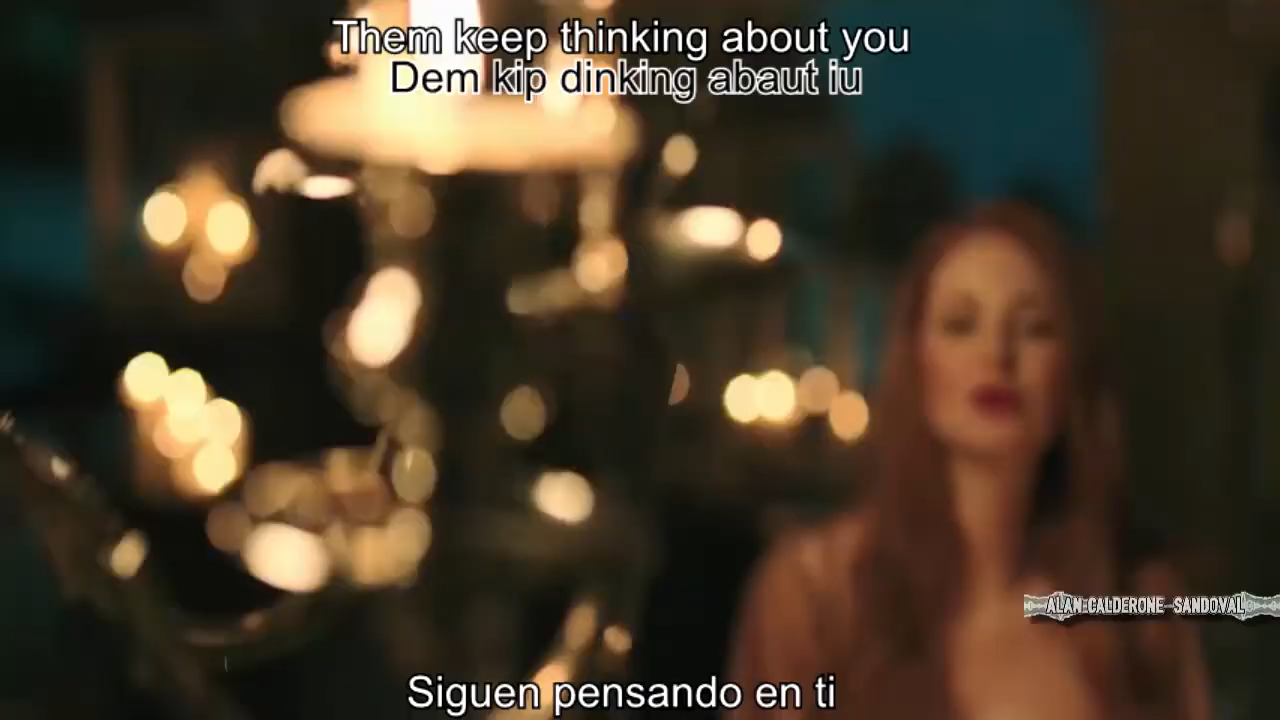 Them keep thinking about you
Dem kip dinking abaut iu
ALAN CALDERONE SANDOVAL
Siguen pensando en ti